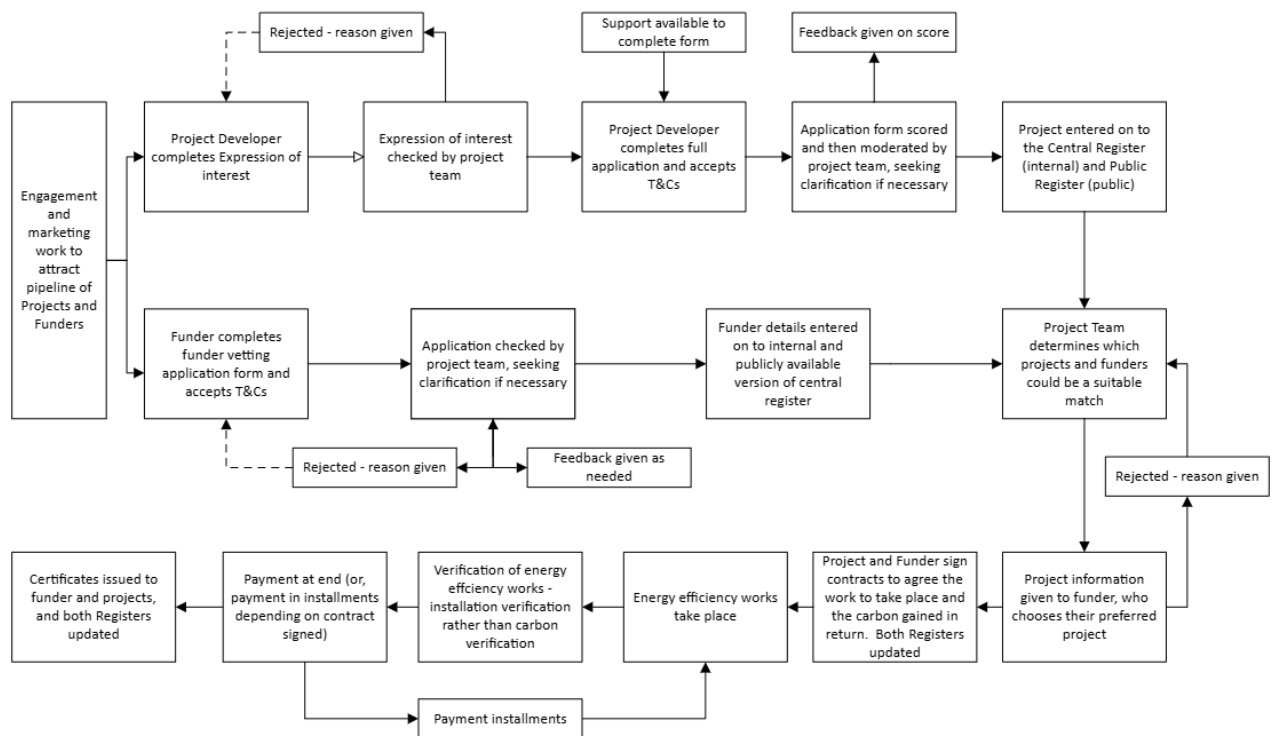 Rejected - reason given
Support available to
complete form
Feedback given on score
Engagement
and
marketing
work to
attract
pipeline of
Projects and
Funders
Project Developer
completes Expression of
interest
Expression of interest
checked by project
team
Project Developer
completes full
application and accepts
T&Cs
Application form scored
and then moderated by
project team, seeking
clarification if necessary
Project entered on to
the Central Register
(internal) and Public
Register (public)
Funder completes
funder vetting
application form and
accepts T&Cs
Application checked by
project team, seeking
clarification if necessary
Funder details entered
on to internal and
publicly available
version of central
register
Project Team
determines which
projects and funders
could be a suitable
match
Rejected - reason given
Feedback given as
needed
Rejected - reason given
Certificates issued to
funder and projects,
and both Registers
updated
Payment at end (or,
payment in installments
depending on contract
signed)
Verification of energy
effciency works -
installation verification
rather than carbon
verification
Energy efficiency works
take place
Project and Funder sign
contracts to agree the
work to take place and
the carbon gained in
return. Both Registers
updated
Project information
given to funder, who
chooses their preferred
project
Payment installments